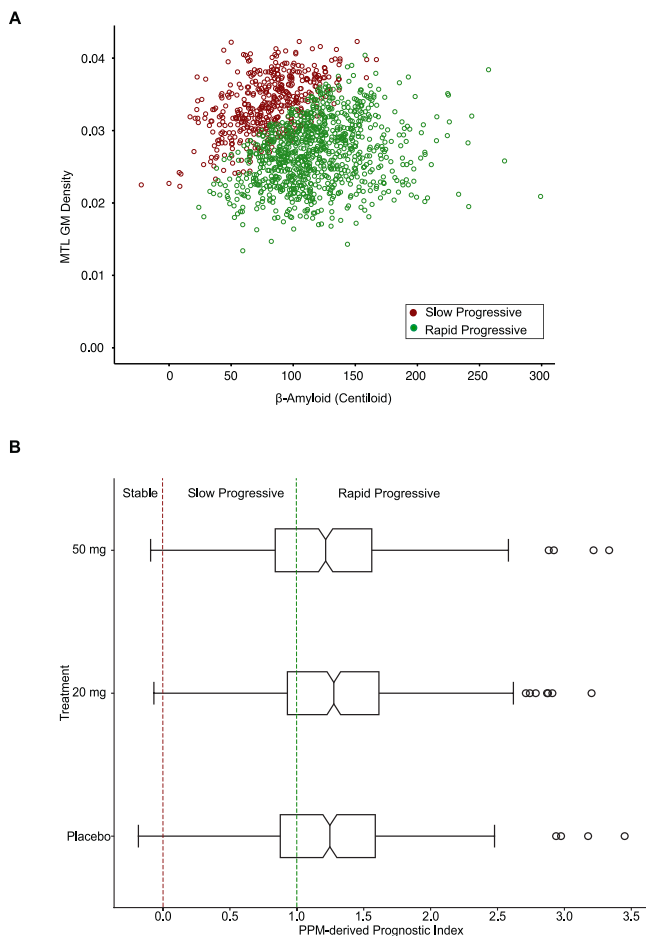 A
0.04
0.03
0.02
0.01
0.00
MTL GM Density
0
50
100
150
200
250
300
β-Amyloid (Centiloid)
Slow Progressive
Rapid Progressive
B
Stable
Slow Progressive
Rapid Progressive
50 mg
20 mg
Placebo
Treatment
0.0
0.5
1.0
1.5
2.0
2.5
3.0
3.5
PPM-derived Prognostic Index